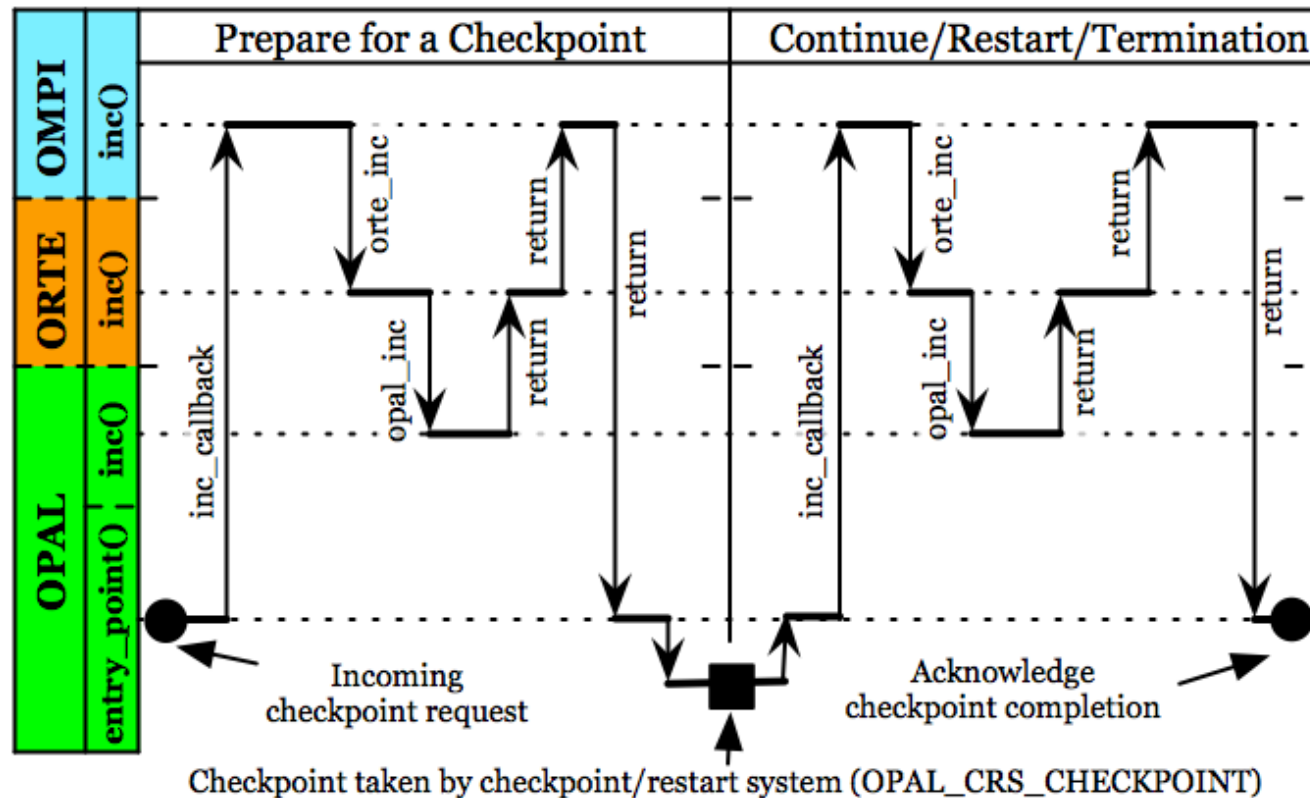 Prepare for a Checkpoint
Continue/Restart/Termination
OMPI
inc()
ORTE
inc()
OPAL
inc()
entry_point()
inc_callback
orte_inc
opal_inc
return
return
return
inc_callback
orte_inc
opal_inc
return
return
return
Incoming
checkpoint request
Acknowledge
checkpoint completion
Checkpoint taken by checkpoint/restart system (OPAL_CRS_CHECKPOINT)